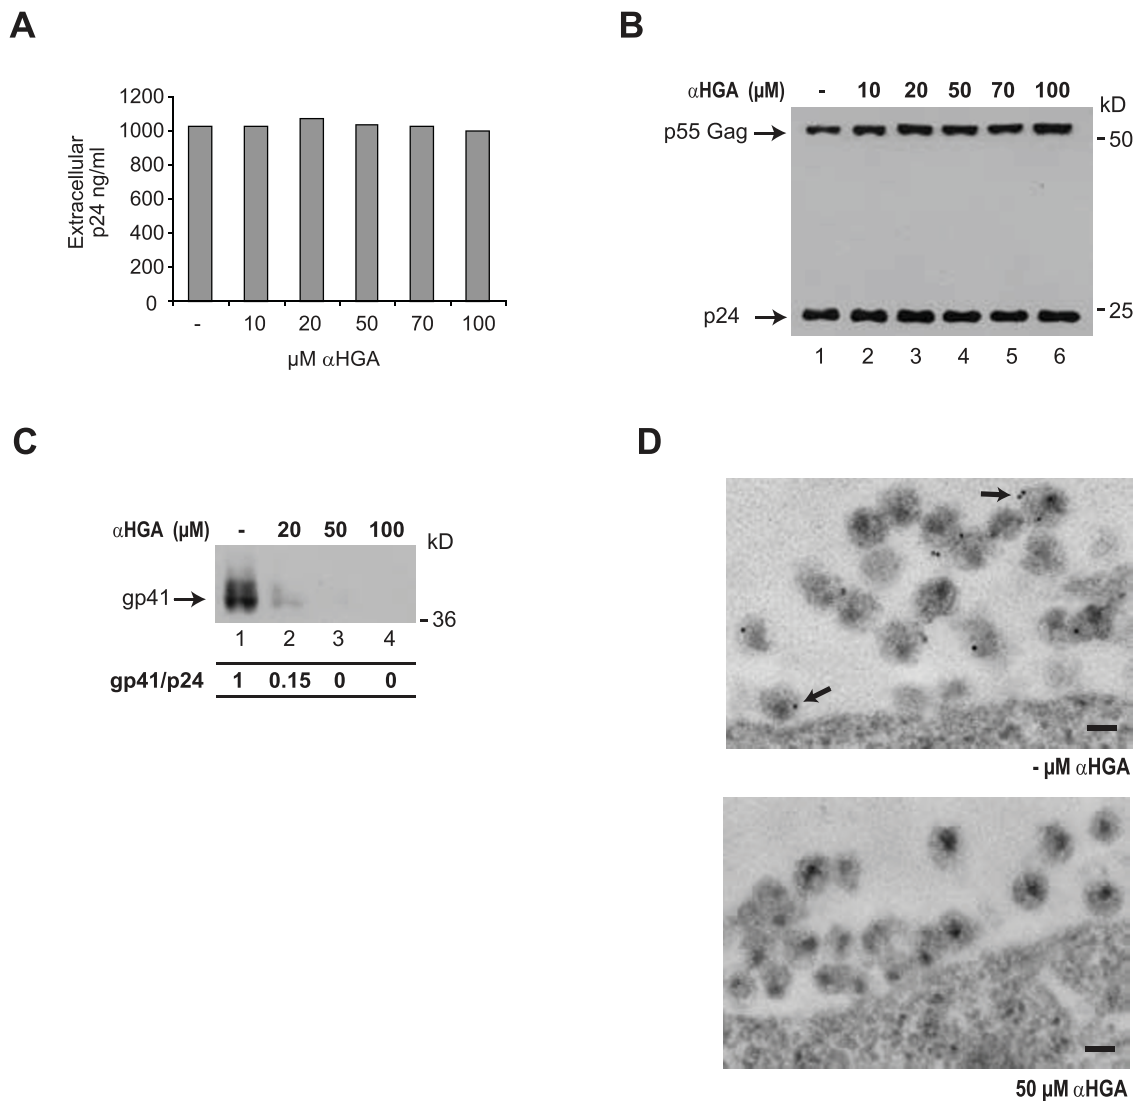 A
1200
1000
800
600
400
200
0
Extracellular
p24 ng/ml
- 10 20 50 70 100
µM αHGA
B
αHGA (µM) - 10 20 50 70 100
kD
p55 Gag
50
p24
25
1 2 3 4 5 6
C
αHGA (µM) - 20 50 100
kD
gp41
36
1 2 3 4
gp41/p24 1 0.15 0 0
D
- µM αHGA
50 µM αHGA